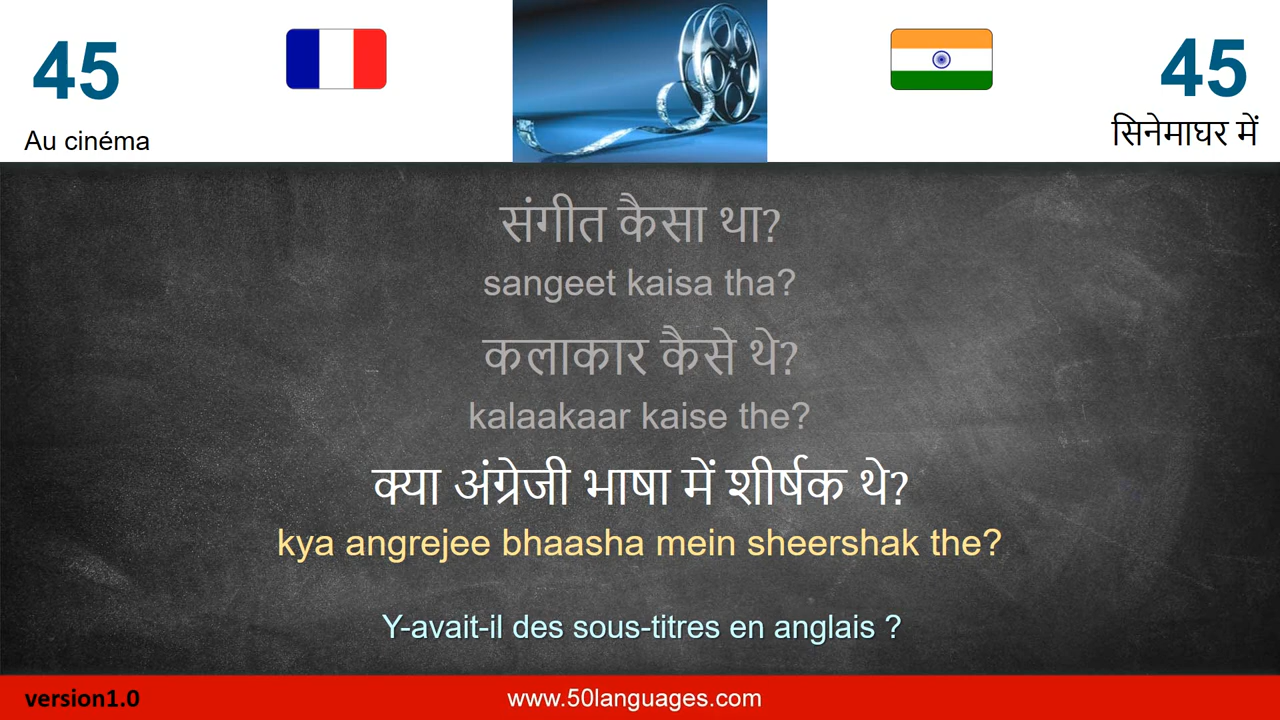 45
Au cinéma
45
सिनेमाघर में
संगीत कैसा था?
sangeet kaisa tha?
कलाकार कैसे थे?
kalaakaar kaise the?
क्या अंग्रेजी भाषा में शीर्षक थे?
kya angrejee bhaasha mein sheershak the?
Y-avait-il des sous-titres en anglais ?
version1.0
www.50languages.com